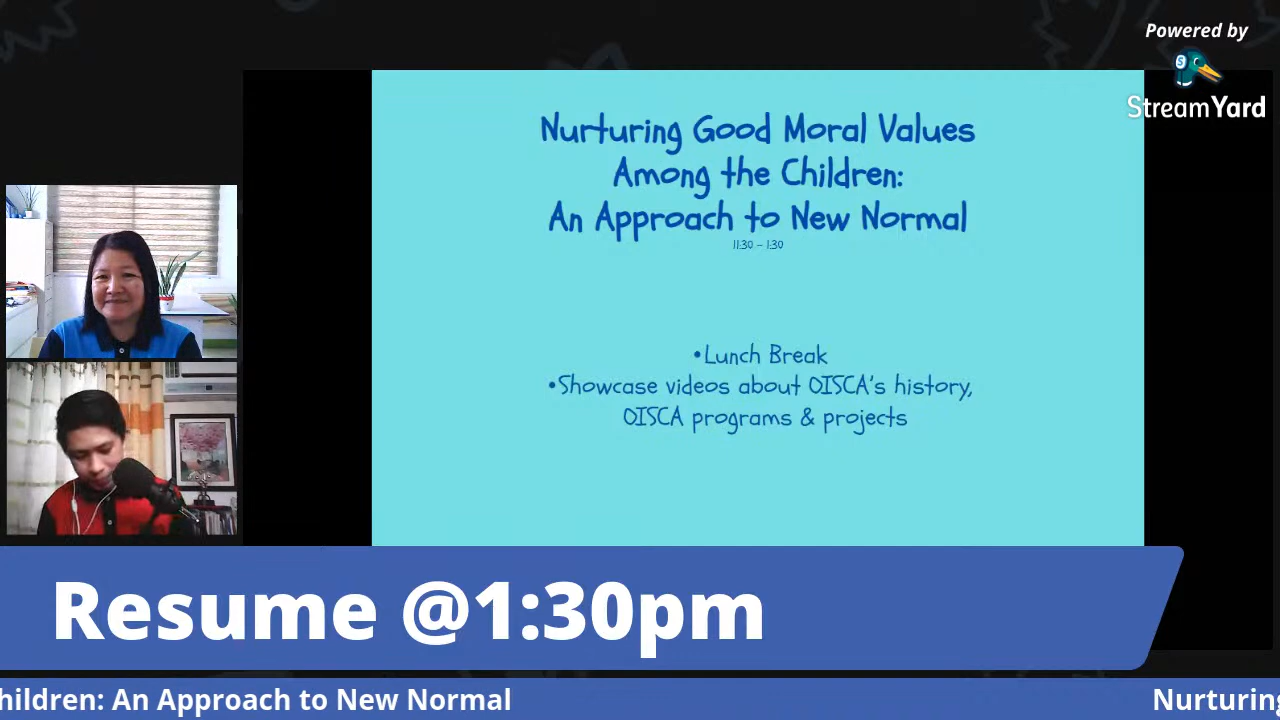 Powered by
StreamYard
Nurturing Good Moral Values
Among the Children:
An Approach to New Normal
11:30 – 1:30
•Lunch Break
•Showcase videos about OISCA's history,
OISCA programs & projects
Resume @1:30pm
hildren: An Approach to New Normal
Nurturing